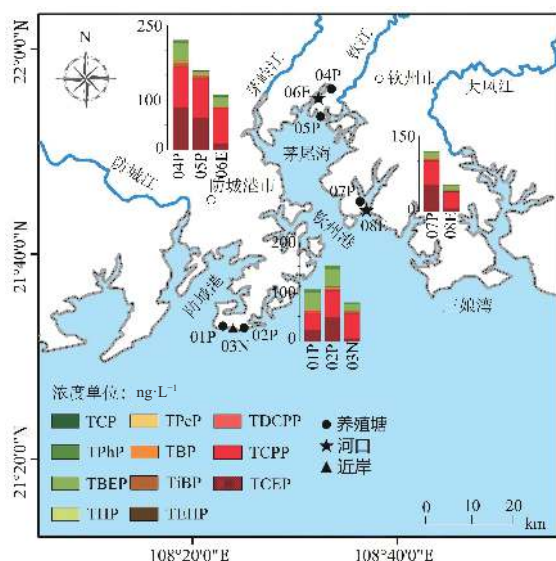 250
100
0
04P
05P
06E
N
22°00′0″N
21°40′0″N
21°20′0″N
茅岭江
钦江
04P
钦州市
大风江
06E
05P
茅尾海
防城江
防城港市
07P
08E
钦州港
150
0
07P
08E
200
100
0
01P
02P
03N
防城港
三娘湾
01P
03N
02P
浓度单位: ng·L⁻¹
TCP
TPeP
TDCPP
养殖塘
TPhP
TBP
TCPP
河口
TBEP
TiBP
TCEP
近岸
THP
TEHP
0 10 20
km
108°20′0″E
108°40′0″E